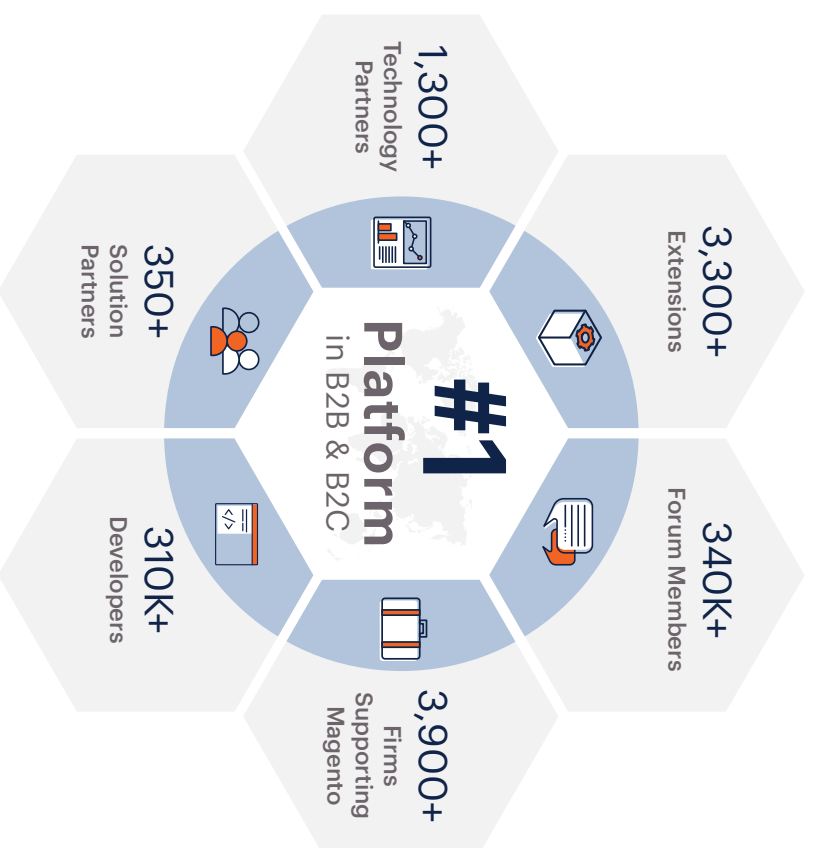 3,300+
Extensions
340K+
Forum Members
1,300+
Technology
Partners
#1
Platform
in B2B & B2C
3,900+
Firms
Supporting
Magento
350+
Solution
Partners
310K+
Developers